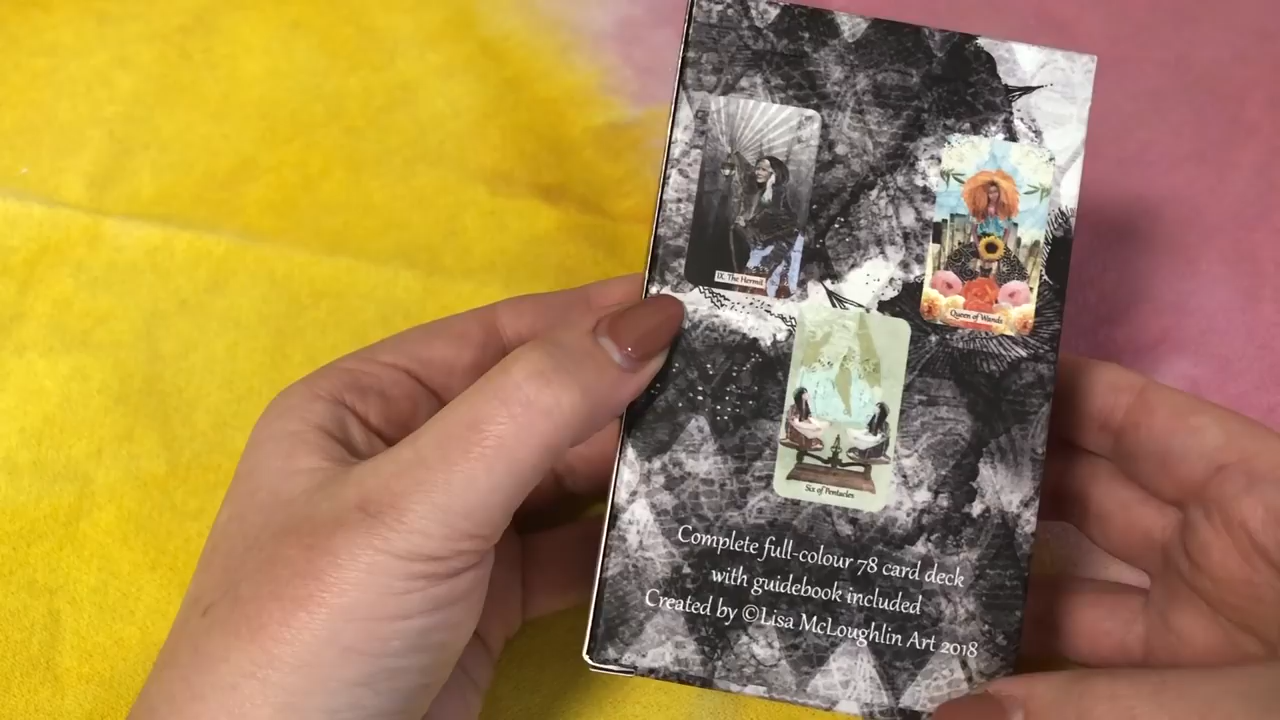 IX. The Hermit
Queen of Wands
Six of Pentacles
Complete full-colour 78 card deck
with guidebook included
Created by ©Lisa McLoughlin Art 2018